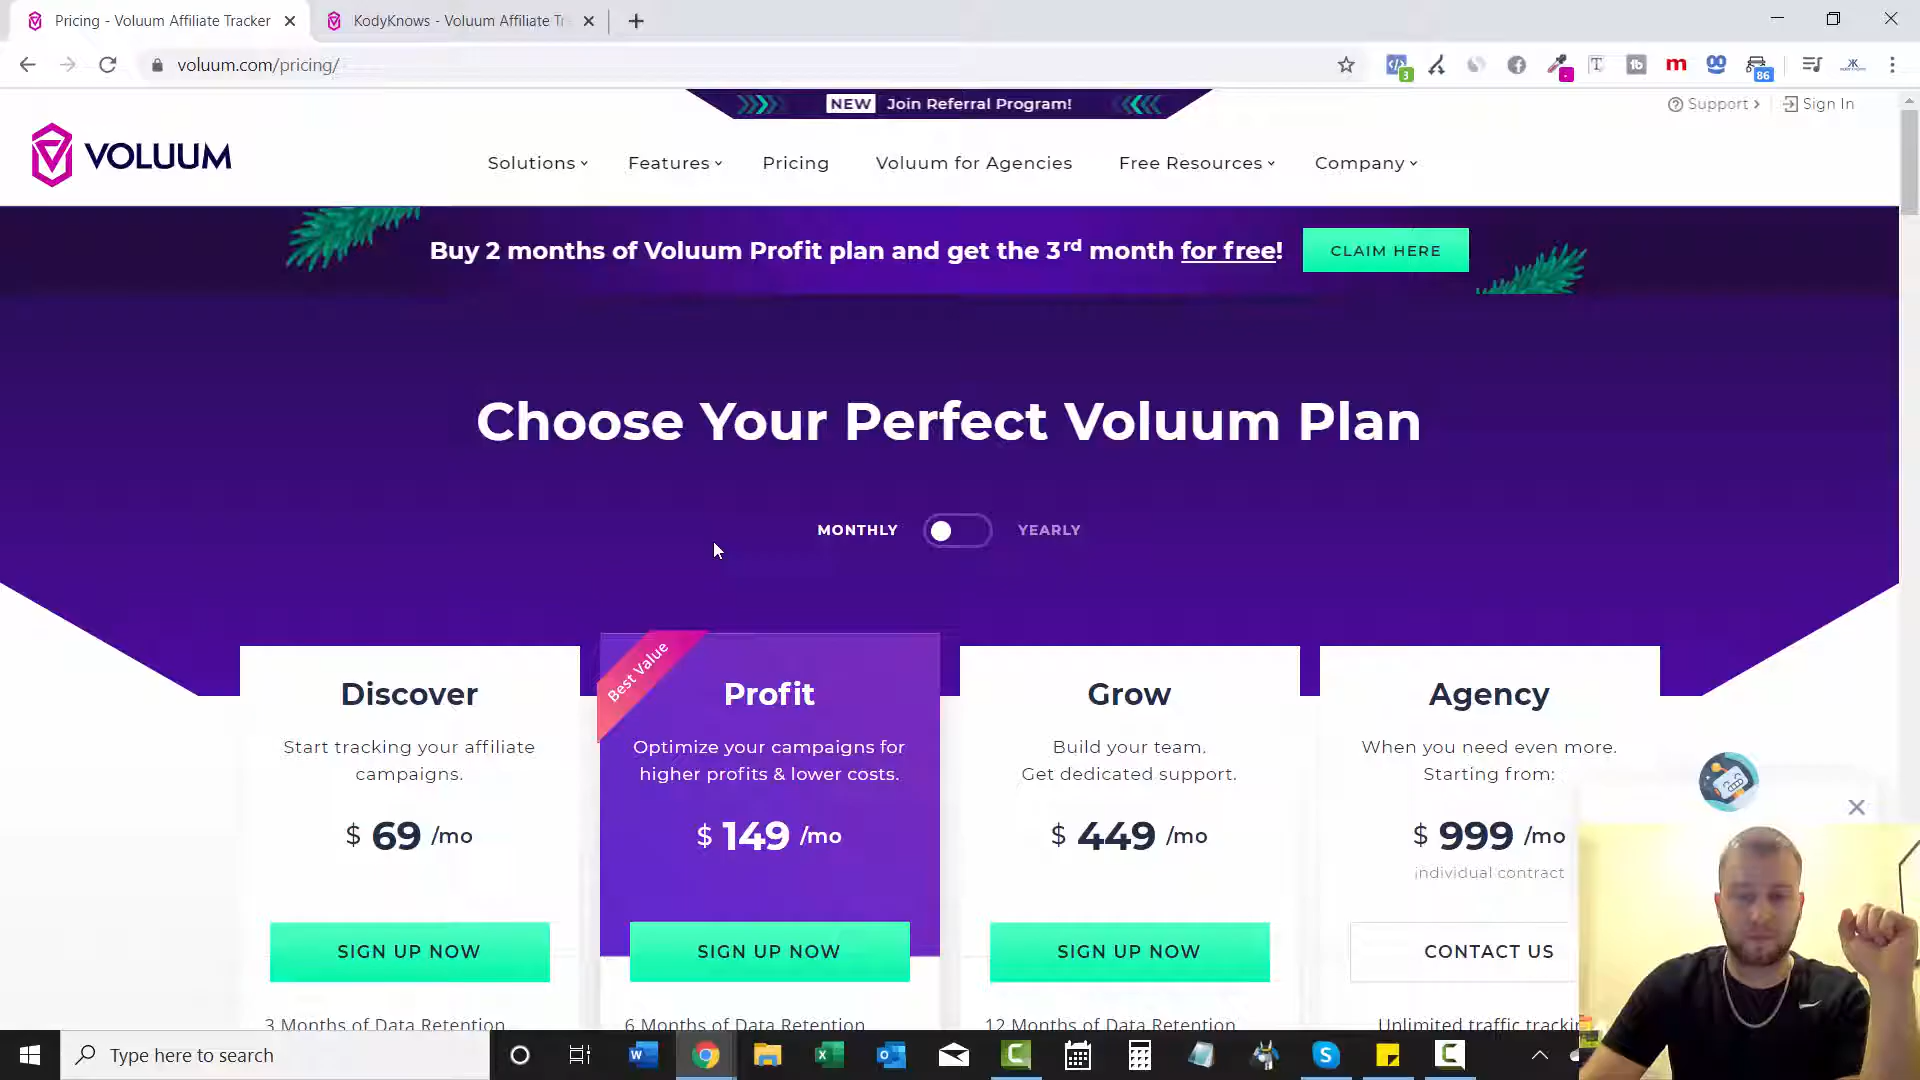 Pricing - Voluum Affiliate Tracker
KodyKnows - Voluum Affiliate Tr
voluum.com/pricing/
3
86
NEW Join Referral Program!
Support
Sign In
VOLUUM
Solutions
Features
Pricing
Voluum for Agencies
Free Resources
Company
Buy 2 months of Voluum Profit plan and get the 3rd month for free!
CLAIM HERE
Choose Your Perfect Voluum Plan
MONTHLY
YEARLY
Discover
Start tracking your affiliate
campaigns.
$ 69 /mo
SIGN UP NOW
3 Months of Data Retention
Best Value
Profit
Optimize your campaigns for
higher profits & lower costs.
$ 149 /mo
SIGN UP NOW
6 Months of Data Retention
Grow
Build your team.
Get dedicated support.
$ 449 /mo
SIGN UP NOW
12 Months of Data Retention
Agency
When you need even more.
Starting from:
$ 999 /mo
individual contract
CONTACT US
Unlimited traffic trackin
Type here to search